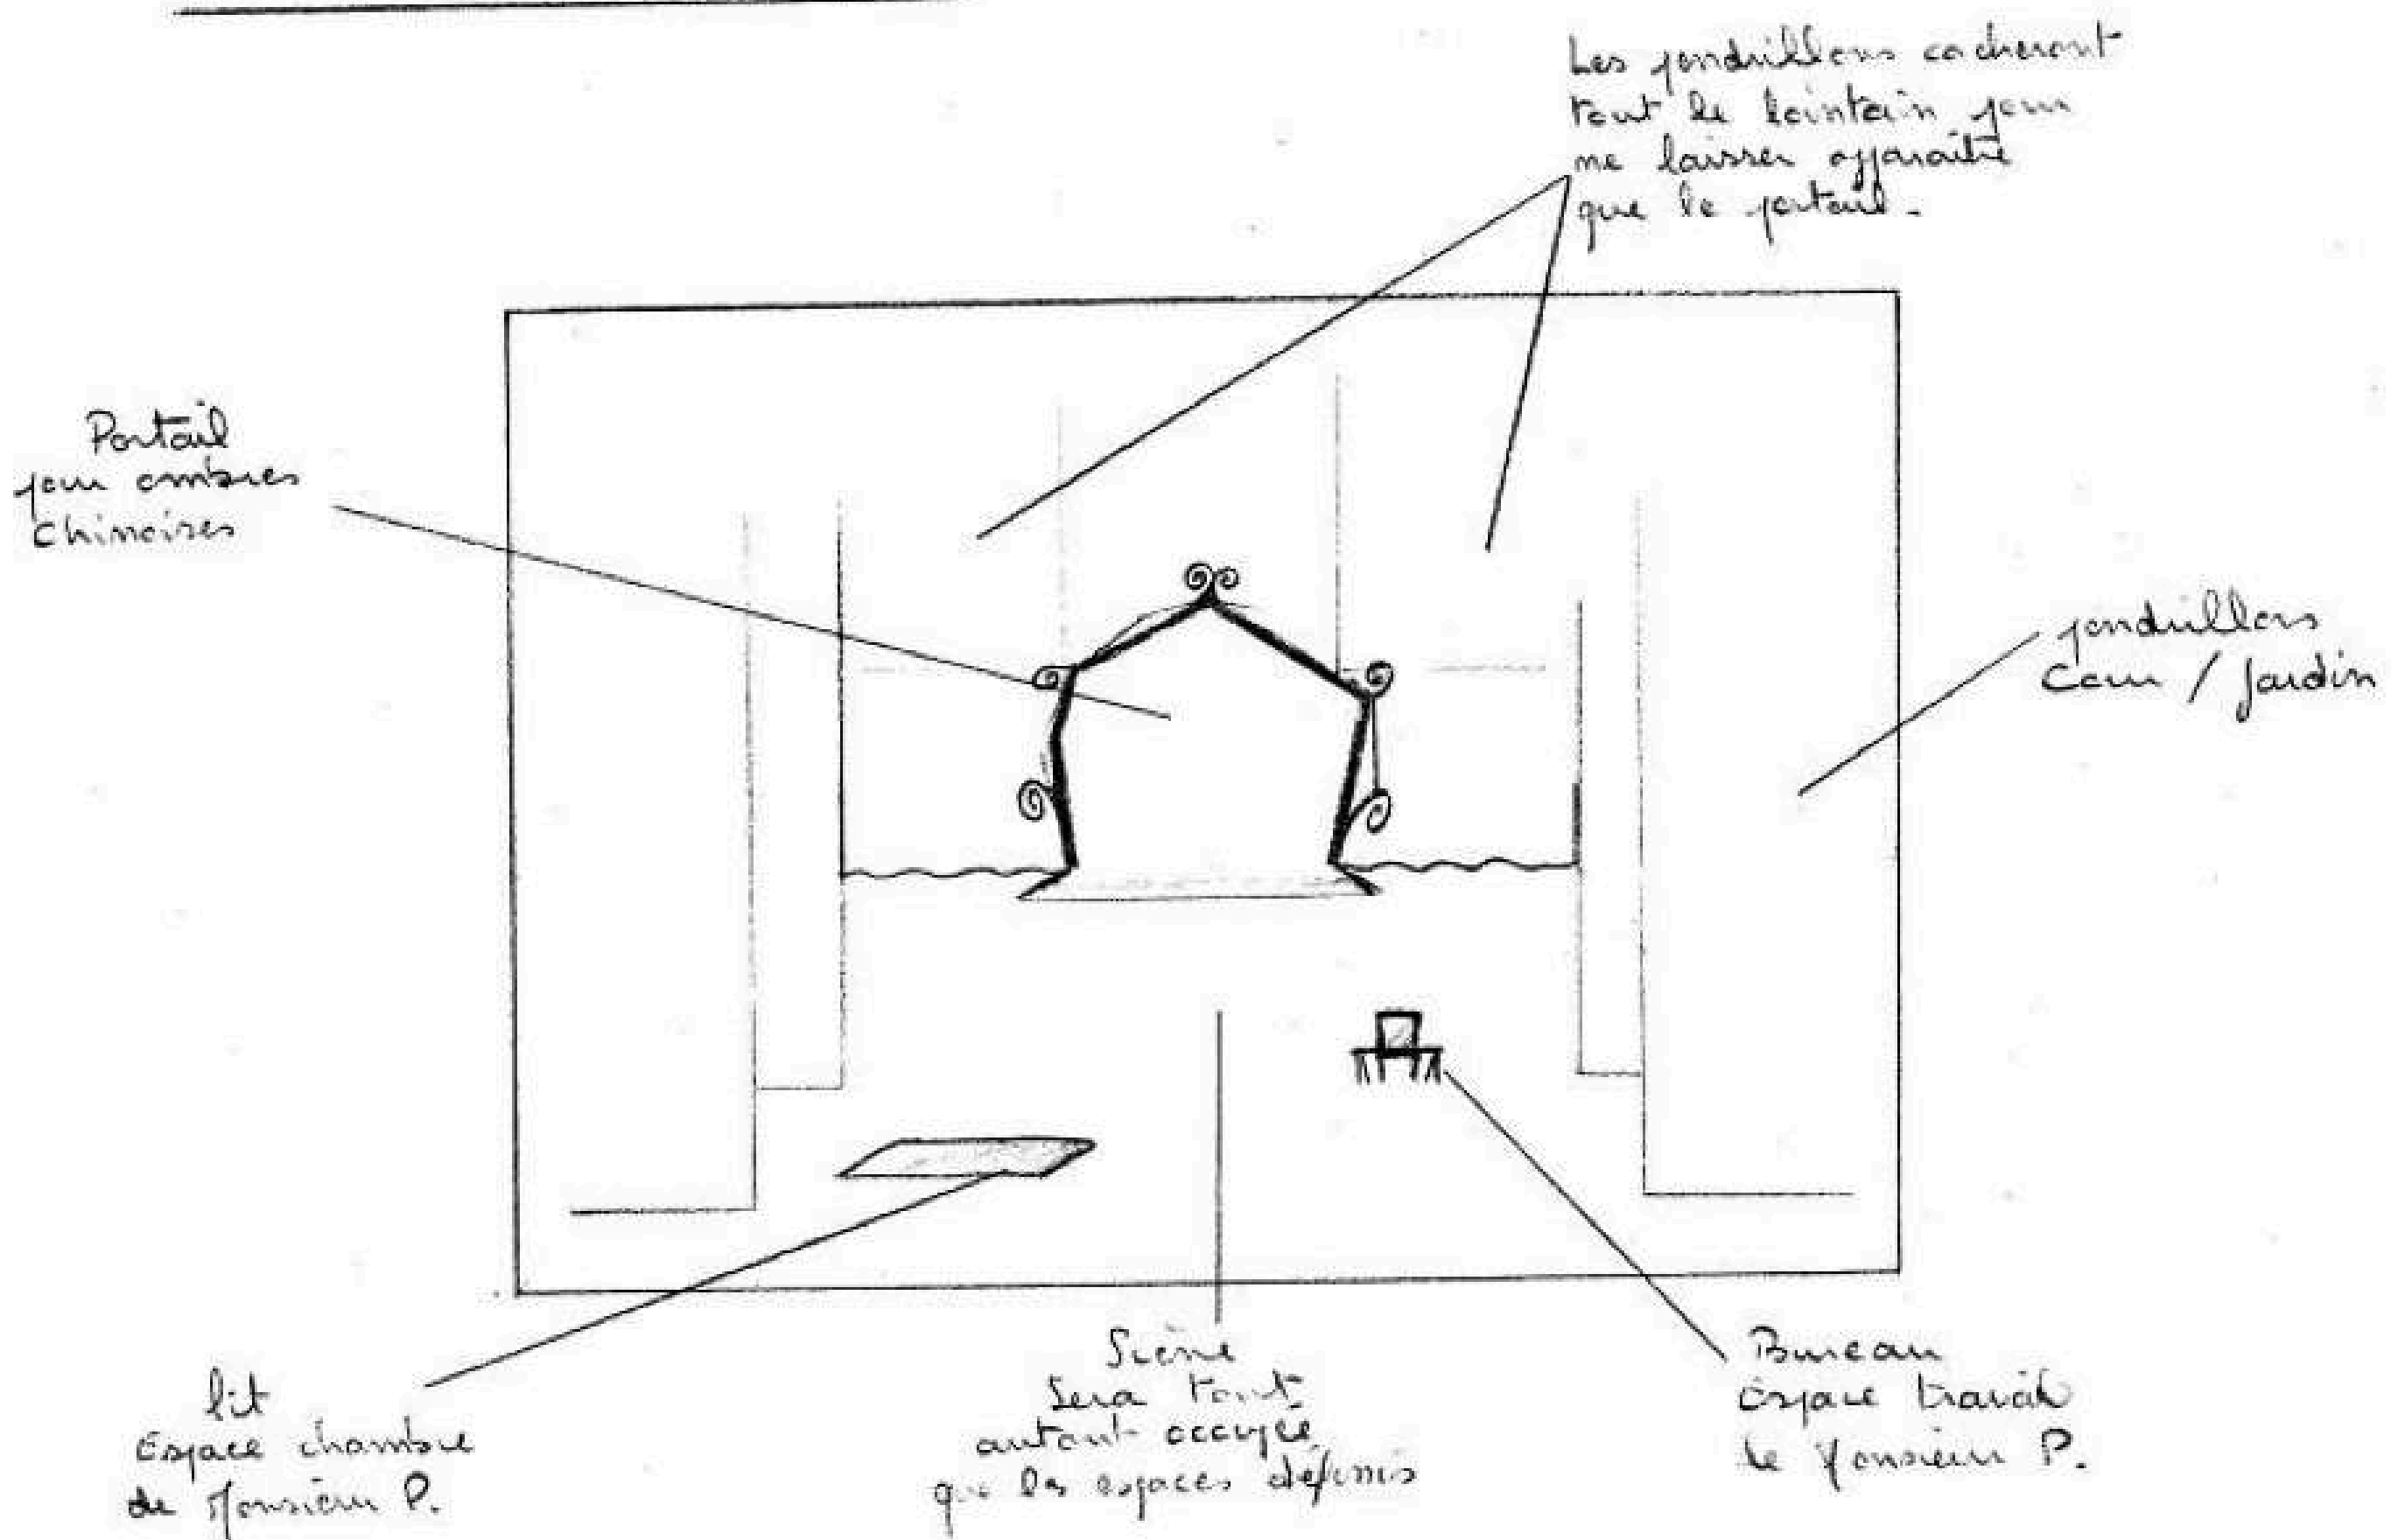 Les pendrillons cacheront
tout le lointain pour
ne laisser apparaître
que le portail.
Portail
pour ombres
Chinoises
pendrillons
Cour / Jardin
lit
Espace chambre
de Monsieur P.
Scène
Sera tout
autant occupé
que les espaces définis
Bureau
Espace travail
de Monsieur P.